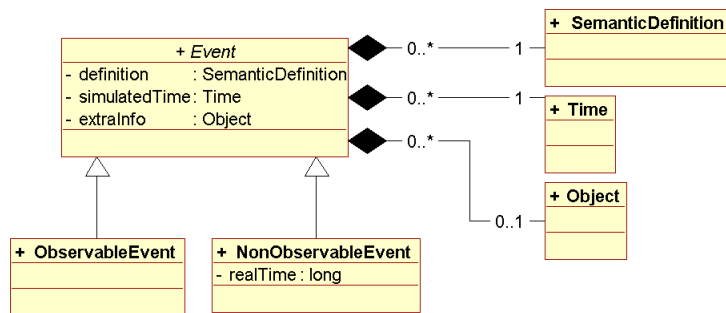 + Event
- definition : SemanticDefinition
- simulatedTime : Time
- extraInfo : Object
0..* 1
+ SemanticDefinition
0..* 1
+ Time
0..*
0..1
+ Object
+ ObservableEvent
+ NonObservableEvent
- realTime : long